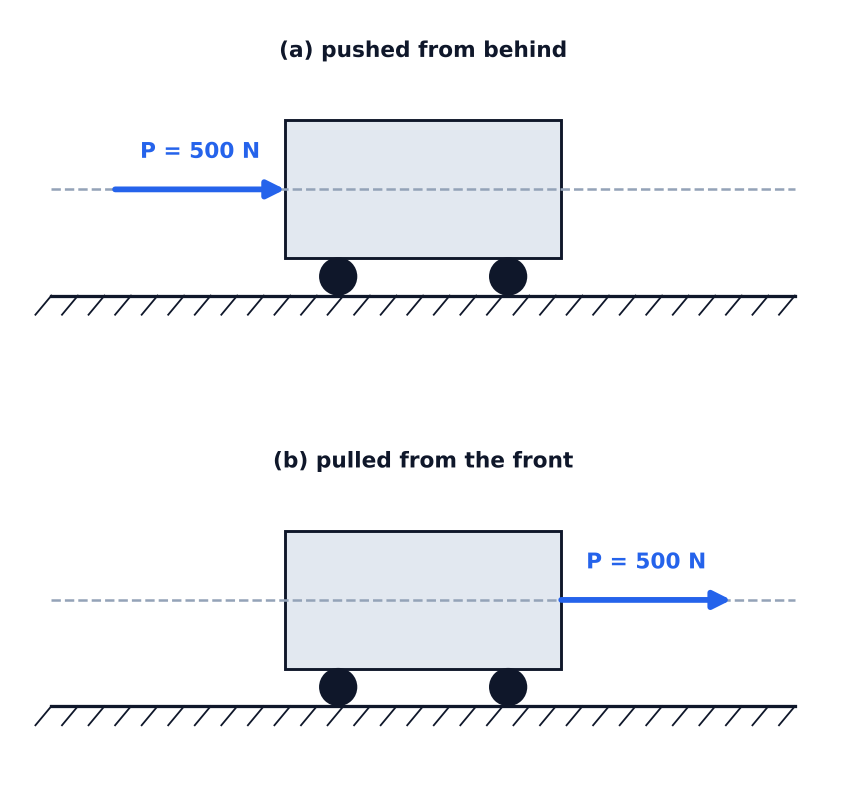 (a) pushed from behind
P = 500 N
(b) pulled from the front
P = 500 N